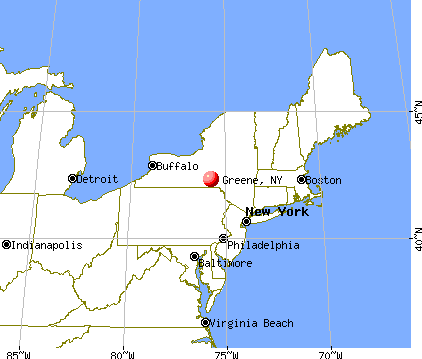 45°N
Buffalo
Detroit
Greene, NY
Boston
New York
Indianapolis
Philadelphia
40°N
Baltimore
Virginia Beach
85°W
80°W
75°W
70°W